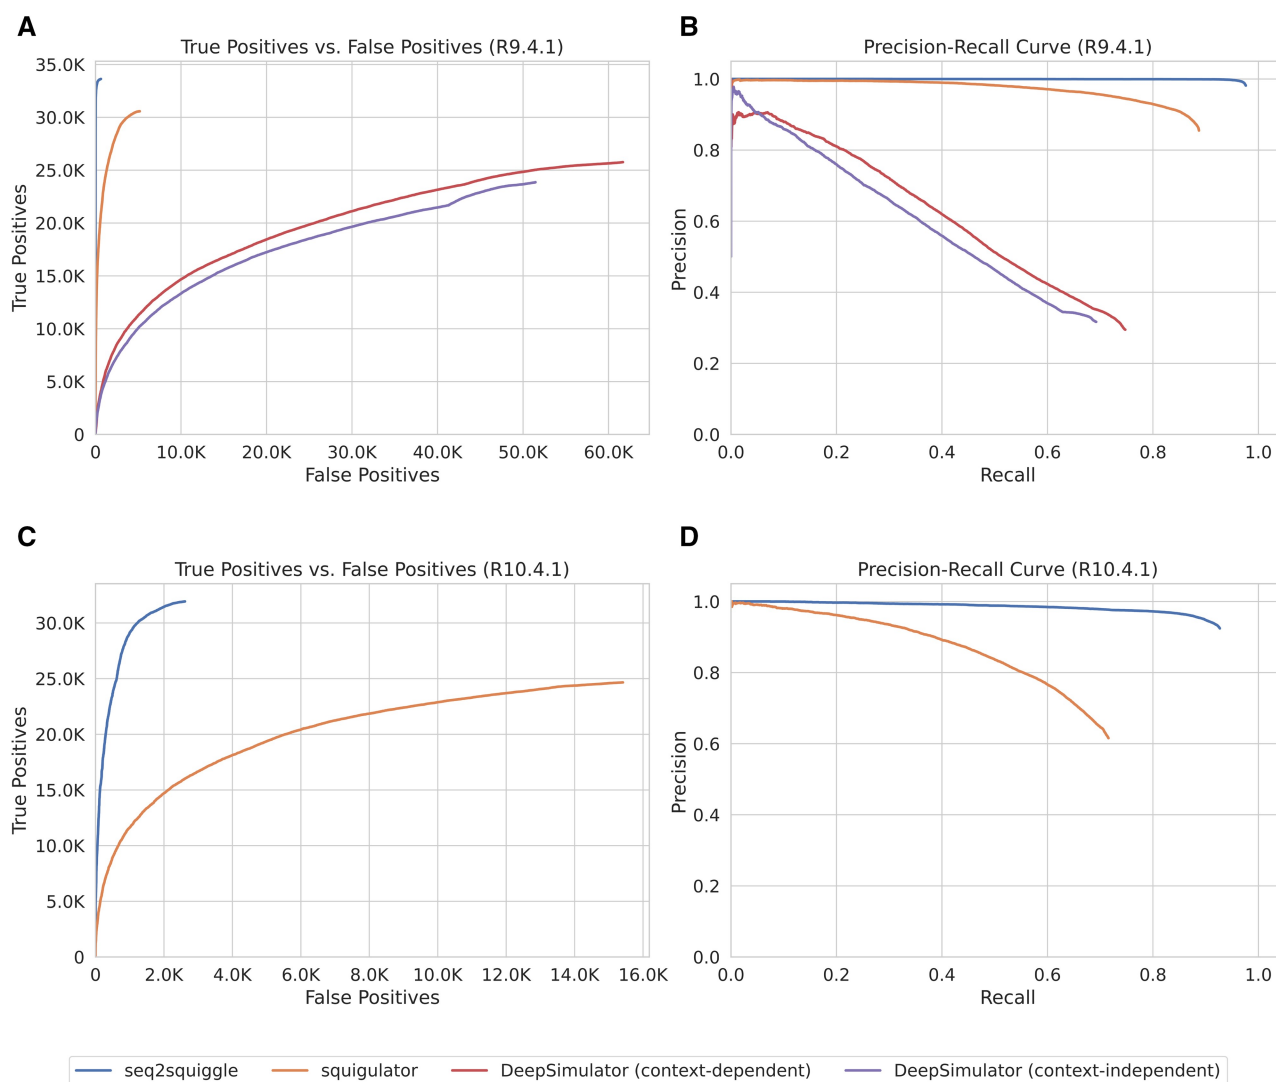 A
True Positives vs. False Positives (R9.4.1)
35.0K
30.0K
25.0K
20.0K
15.0K
10.0K
5.0K
0
True Positives
0 10.0K 20.0K 30.0K 40.0K 50.0K 60.0K
False Positives
B
Precision-Recall Curve (R9.4.1)
1.0
0.8
0.6
0.4
0.2
0.0
Precision
0.0 0.2 0.4 0.6 0.8 1.0
Recall
C
True Positives vs. False Positives (R10.4.1)
30.0K
25.0K
20.0K
15.0K
10.0K
5.0K
0
True Positives
0 2.0K 4.0K 6.0K 8.0K 10.0K 12.0K 14.0K 16.0K
False Positives
D
Precision-Recall Curve (R10.4.1)
1.0
0.8
0.6
0.4
0.2
0.0
Precision
0.0 0.2 0.4 0.6 0.8 1.0
Recall
seq2squiggle squigulator DeepSimulator (context-dependent) DeepSimulator (context-independent)